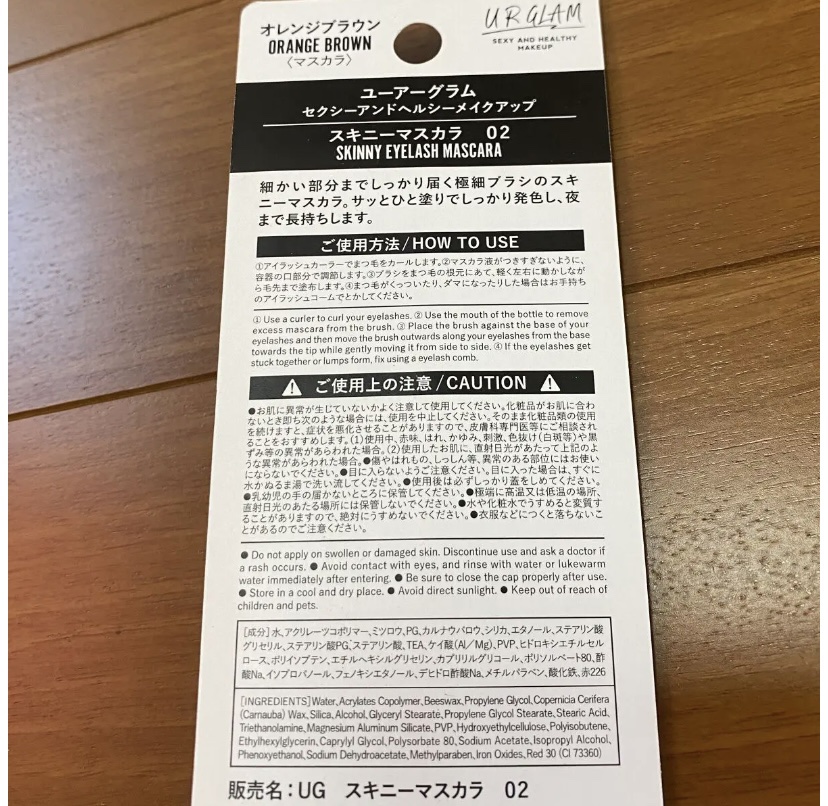 オレンジブラウン
ORANGE BROWN
〈マスカラ〉
URGLAM
SEXY AND HEALTHY
MAKEUP
ユーアーグラム
セクシーアンドヘルシーメイクアップ
スキニーマスカラ 02
SKINNY EYELASH MASCARA
細かい部分までしっかり届く極細ブラシのスキ
ニーマスカラ。サッとひと塗りでしっかり発色し、夜
まで長持ちします。
ご使用方法/HOW TO USE
①アイラッシュカーラーでまつ毛をカールします。②マスカラ液がつきすぎないように、
容器の口部分で調節します。③ブラシをまつ毛の根元にあて、軽く左右に動かしなが
ら毛先まで塗布します。④まつ毛がくっついたり、ダマになったりした場合はお手持ち
のアイラッシュコームでとかしてください。
① Use a curler to curl your eyelashes. ② Use the mouth of the bottle to remove
excess mascara from the brush. ③ Place the brush against the base of your
eyelashes and then move the brush outwards along your eyelashes from the base
towards the tip while gently moving it from side to side. ④ If the eyelashes get
stuck together or lumps form, fix using a eyelash comb.
ご使用上の注意/CAUTION
●お肌に異常が生じていないかよく注意して使用してください。化粧品がお肌に合わ
ないとき即ち次のような場合には、使用を中止してください。そのまま化粧品類の使用
を続けますと、症状を悪化させることがありますので、皮膚科専門医等にご相談され
ることをおすすめします。(1)使用中、赤味、はれ、かゆみ、刺激、色抜け(白斑等)や黒
ずみ等の異常があらわれた場合。(2)使用したお肌に、直射日光があたって上記のよ
うな異常があらわれた場合。●傷やはれもの、しっしん等、異常のある部位にはお使い
にならないでください。●目に入らないようご注意ください。目に入った場合は、すぐに
水かぬるま湯で洗い流してください。●使用後は必ずしっかり蓋をしめてください。
●乳幼児の手の届かないところに保管してください。●極端に高温又は低温の場所、
直射日光のあたる場所には保管しないでください。●水や化粧水でうすめると変質す
ることがありますので、絶対にうすめないでください。●衣服などにつくと落ちないこ
とがあるのでご注意ください。
● Do not apply on swollen or damaged skin. Discontinue use and ask a doctor if
a rash occurs. ● Avoid contact with eyes, and rinse with water or lukewarm
water immediately after entering. ● Be sure to close the cap properly after use.
● Store in a cool and dry place. ● Avoid direct sunlight. ● Keep out of reach of
children and pets.
[成分]水、アクリレーツコポリマー、ミツロウ、PG、カルナウバロウ、シリカ、エタノール、ステアリン酸
グリセリル、ステアリン酸PG、ステアリン酸、TEA、ケイ酸(Al/Mg)、PVP、ヒドロキシエチルセル
ロース、ポリイソブテン、エチルヘキシルグリセリン、カプリリルグリコール、ポリソルベート80、酢
酸Na、イソプロパノール、フェノキシエタノール、デヒドロ酢酸Na、メチルパラベン、酸化鉄、赤226
[INGREDIENTS]Water, Acrylates Copolymer, Beeswax, Propylene Glycol, Copernicia Cerifera
(Carnauba) Wax, Silica, Alcohol, Glyceryl Stearate, Propylene Glycol Stearate, Stearic Acid,
Triethanolamine, Magnesium Aluminum Silicate, PVP, Hydroxyethylcellulose, Polyisobutene,
Ethylhexylglycerin, Caprylyl Glycol, Polysorbate 80, Sodium Acetate, Isopropyl Alcohol,
Phenoxyethanol, Sodium Dehydroacetate, Methylparaben, Iron Oxides, Red 30 (CI 73360)
販売名:UG スキニーマスカラ 02